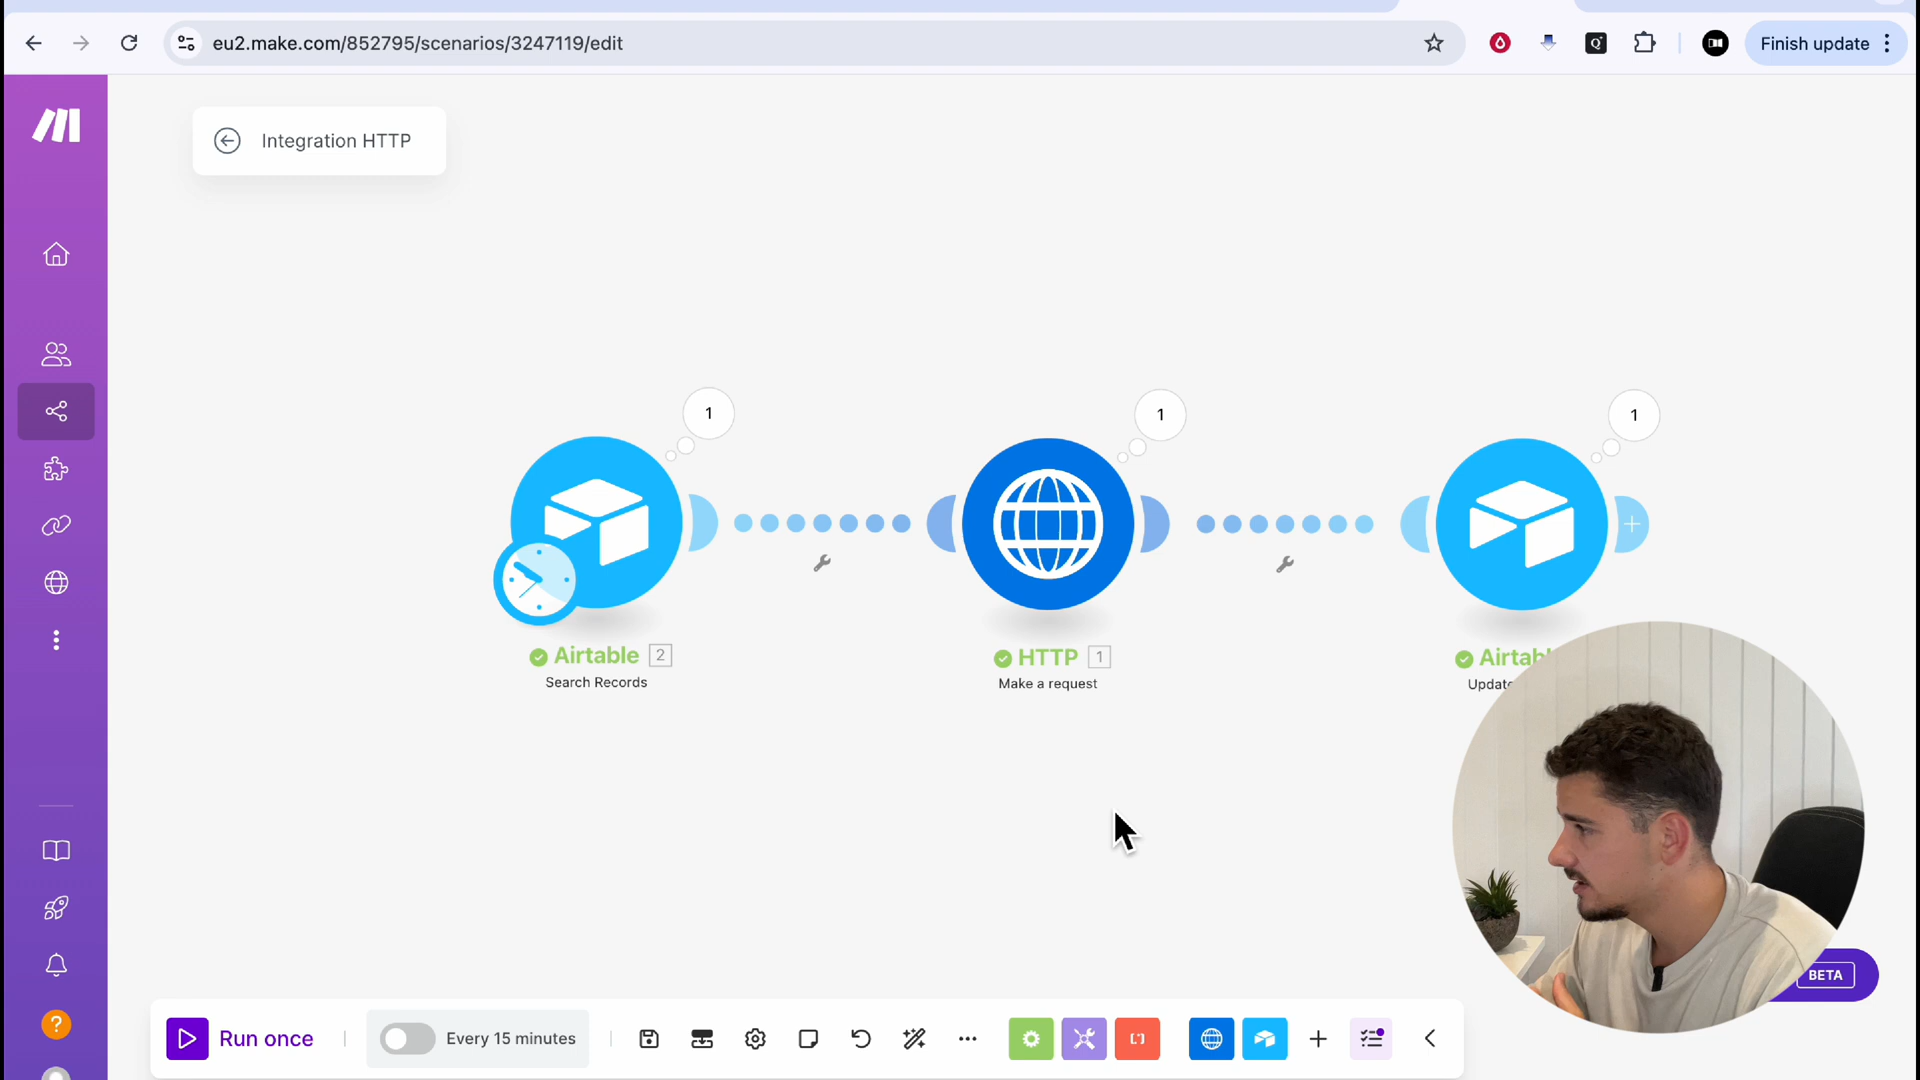 eu2.make.com/852795/scenarios/3247119/edit
Finish update
Integration HTTP
1
1
1
Airtable 2
Search Records
HTTP 1
Make a request
BETA
Run once
Every 15 minutes